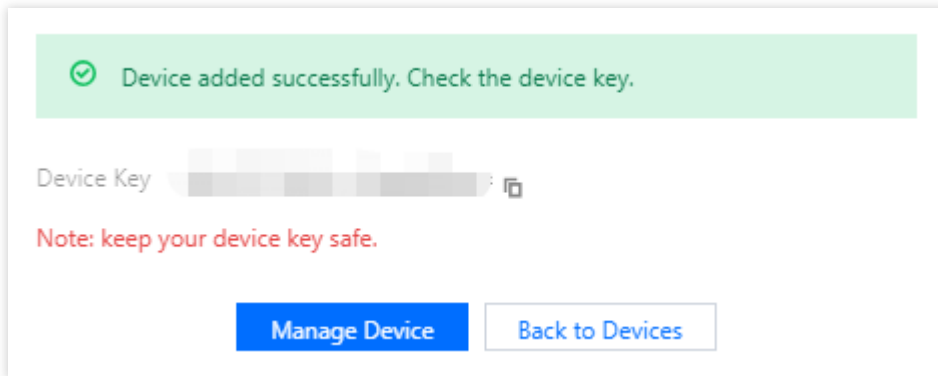 Device added successfully. Check the device key.
Device Key
Note: keep your device key safe.
Manage Device
Back to Devices